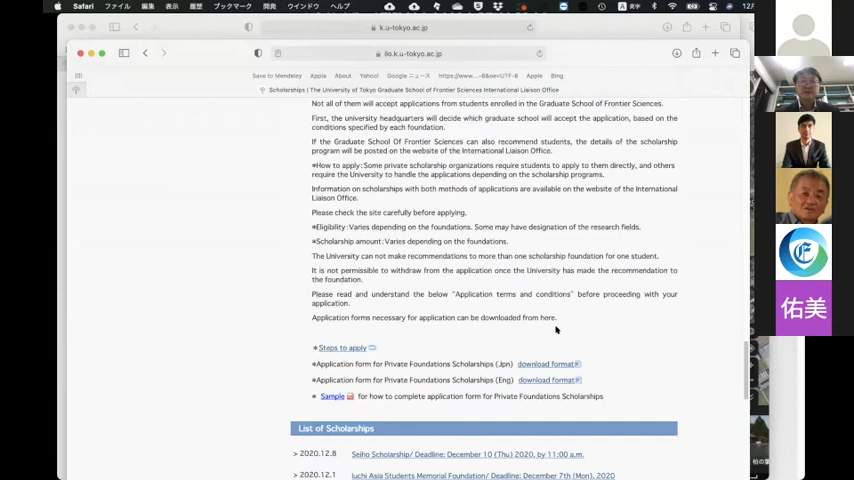 Safari ファイル 編集 表示 履歴 ブックマーク 開発 ウインドウ ヘルプ
k.u-tokyo.ac.jp
ilo.k.u-tokyo.ac.jp
Save to Mendeley Apple About Yahoo! Google ニュース https://www....-8&oe=UTF-8 Apple Bing
Scholarships | The University of Tokyo Graduate School of Frontier Sciences International Liaison Office
Not all of them will accept applications from students enrolled in the Graduate School of Frontier Sciences.
First, the university headquarters will decide which graduate school will accept the application, based on the
conditions specified by each foundation.
If the Graduate School Of Frontier Sciences can also recommend students, the details of the scholarship
program will be posted on the website of the International Liaison Office.
*How to apply:Some private scholarship organizations require students to apply to them directly, and others
require the University to handle the applications depending on the scholarship programs.
Information on scholarships with both methods of applications are available on the website of the International
Liaison Office.
Please check the site carefully before applying.
*Eligibility:Varies depending on the foundations. Some may have designation of the research fields.
*Scholarship amount:Varies depending on the foundations.
The University can not make recommendations to more than one scholarship foundation for one student.
It is not permissible to withdraw from the application once the University has made the recommendation to
the foundation.
Please read and understand the below "Application terms and conditions" before proceeding with your
application.
Application forms necessary for application can be downloaded from here.
*Steps to apply
*Application form for Private Foundations Scholarships (Jpn) download format
*Application form for Private Foundations Scholarships (Eng) download format
* Sample for how to complete application form for Private Foundations Scholarships
List of Scholarships
> 2020.12.8 Seiho Scholarship/ Deadline: December 10 (Thu) 2020, by 11:00 a.m.
> 2020.12.1 Iuchi Asia Students Memorial Foundation/ Deadline: December 7th (Mon), 2020
佑美